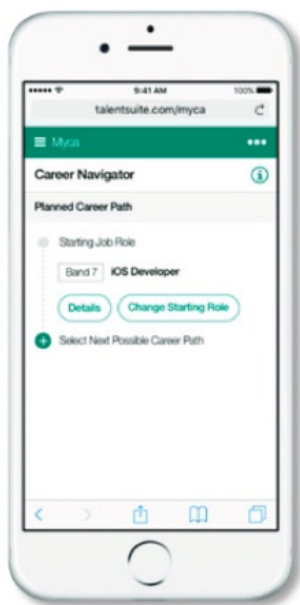 9:41 AM 100%
talentsuite.com/myca
Myca
Career Navigator
Planned Career Path
Starting Job Role
Band 7 iOS Developer
Details Change Starting Role
Select Next Possible Career Path